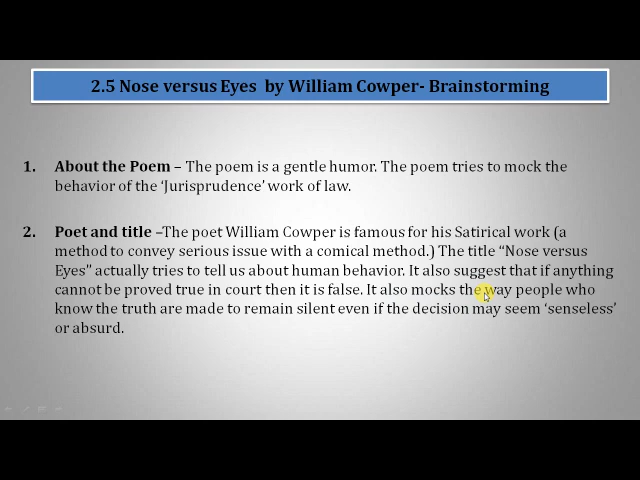 2.5 Nose versus Eyes by William Cowper- Brainstorming
1. About the Poem – The poem is a gentle humor. The poem tries to mock the
behavior of the ‘Jurisprudence’ work of law.
2. Poet and title –The poet William Cowper is famous for his Satirical work (a
method to convey serious issue with a comical method.) The title “Nose versus
Eyes” actually tries to tell us about human behavior. It also suggest that if anything
cannot be proved true in court then it is false. It also mocks the way people who
know the truth are made to remain silent even if the decision may seem ‘senseless’
or absurd.